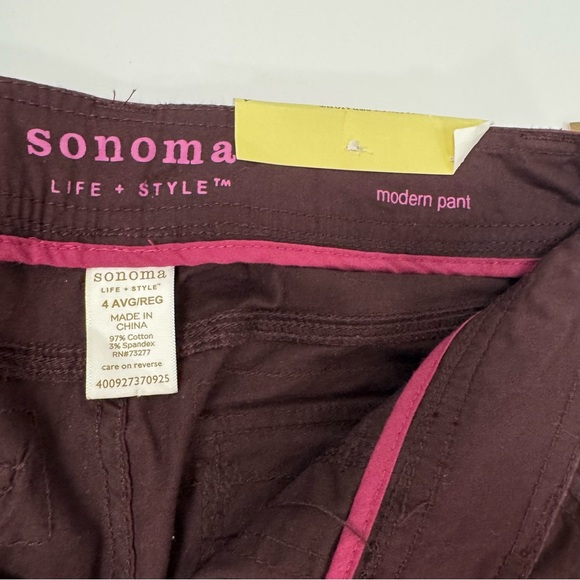 sonoma
LIFE + STYLE™
modern pant
sonoma
LIFE + STYLE™
4 AVG/REG
MADE IN
CHINA
97% Cotton
3% Spandex
RN#73277
care on reverse
400927370925